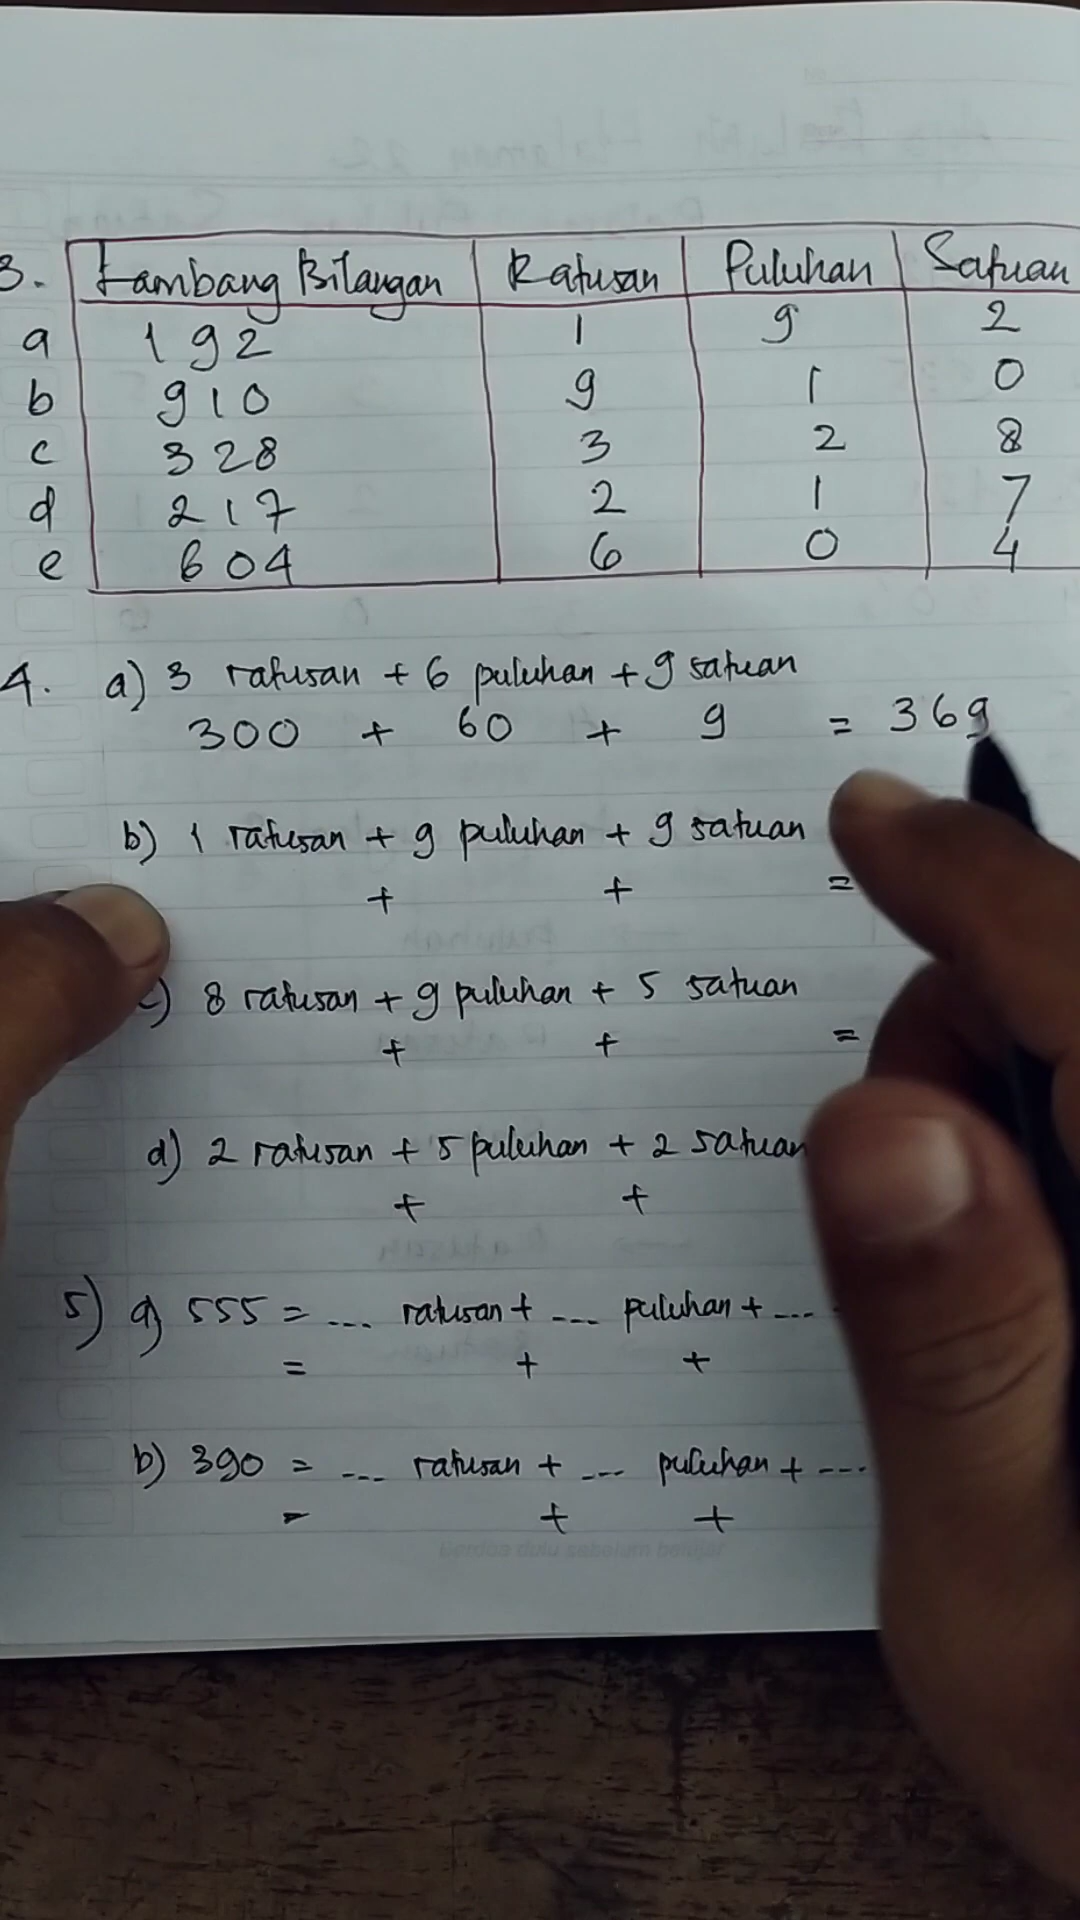 3. Lambang Bilangan Ratusan Puluhan Satuan
a 192 1 9 2
b 910 9 1 0
c 328 3 2 8
d 217 2 1 7
e 604 6 0 4
4. a) 3 ratusan + 6 puluhan + 9 satuan
300 + 60 + 9 = 369
b) 1 ratusan + 9 puluhan + 9 satuan
+ + =
c) 8 ratusan + 9 puluhan + 5 satuan
+ + =
d) 2 ratusan + 5 puluhan + 2 satuan
+ +
5) a) 555 = ... ratusan + ... puluhan + ...
= + +
b) 390 = ... ratusan + ... puluhan + ...
= + +